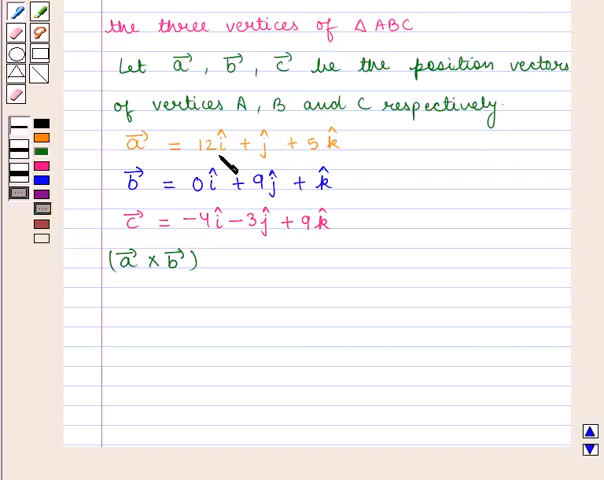 the three vertices of △ ABC
Let a⃗ , b⃗ , c⃗ be the position vectors
of vertices A , B and C respectively.
a⃗ = 12î + ĵ + 5k̂
b⃗ = 0î + 9ĵ + k̂
c⃗ = -4î - 3ĵ + 9k̂
(a⃗ × b⃗)